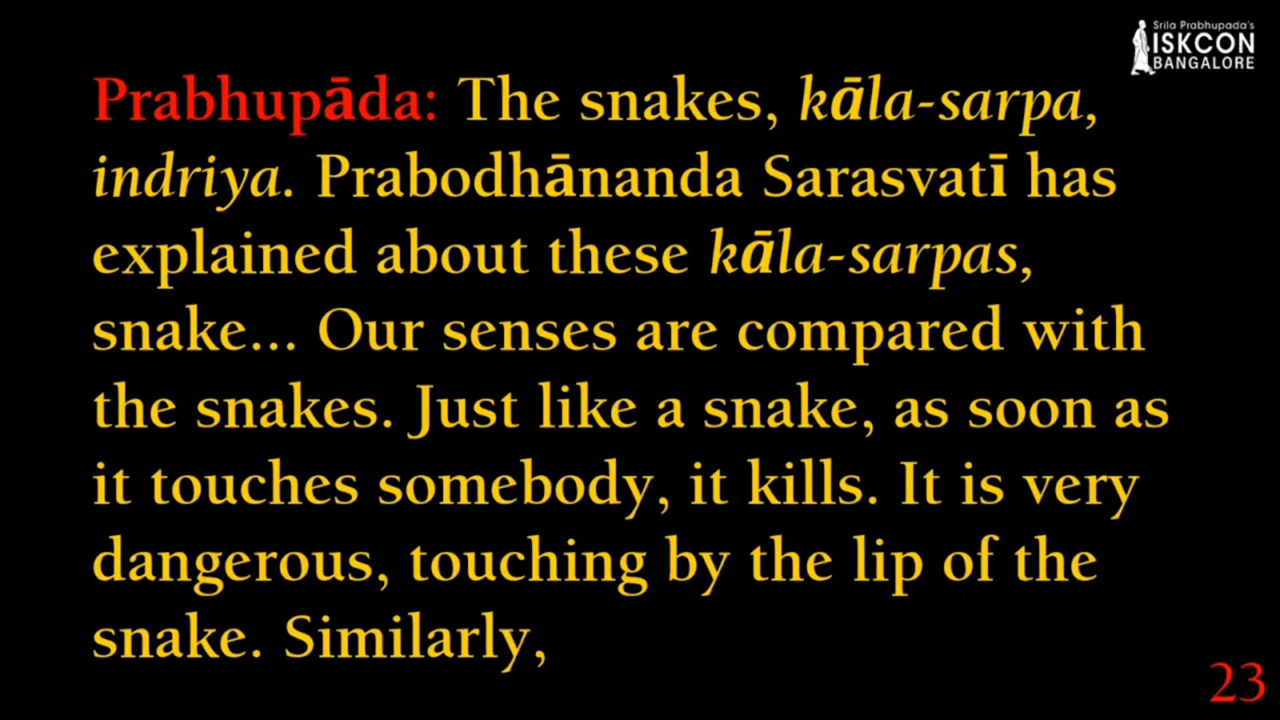 Srila Prabhupada's
ISKCON
BANGALORE
Prabhupāda: The snakes, kāla-sarpa,
indriya. Prabodhānanda Sarasvatī has
explained about these kāla-sarpas,
snake... Our senses are compared with
the snakes. Just like a snake, as soon as
it touches somebody, it kills. It is very
dangerous, touching by the lip of the
snake. Similarly,
23